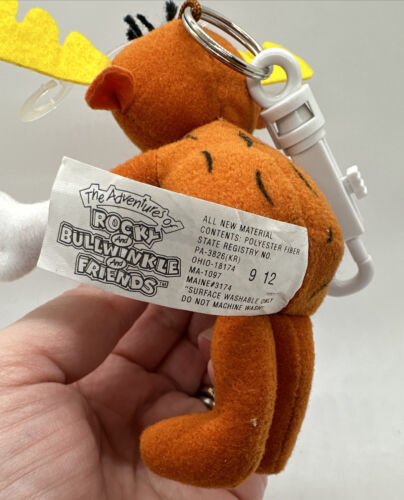 The Adventures of
ROCKY
AND
BULLWINKLE
AND
FRIENDS™
ALL NEW MATERIAL
CONTENTS: POLYESTER FIBER
STATE REGISTRY NO.
PA-3826(KR)
OHIO-18174
MA-1097
MAINE#3174
"SURFACE WASHABLE ONLY
DO NOT MACHINE WASH"
9 12